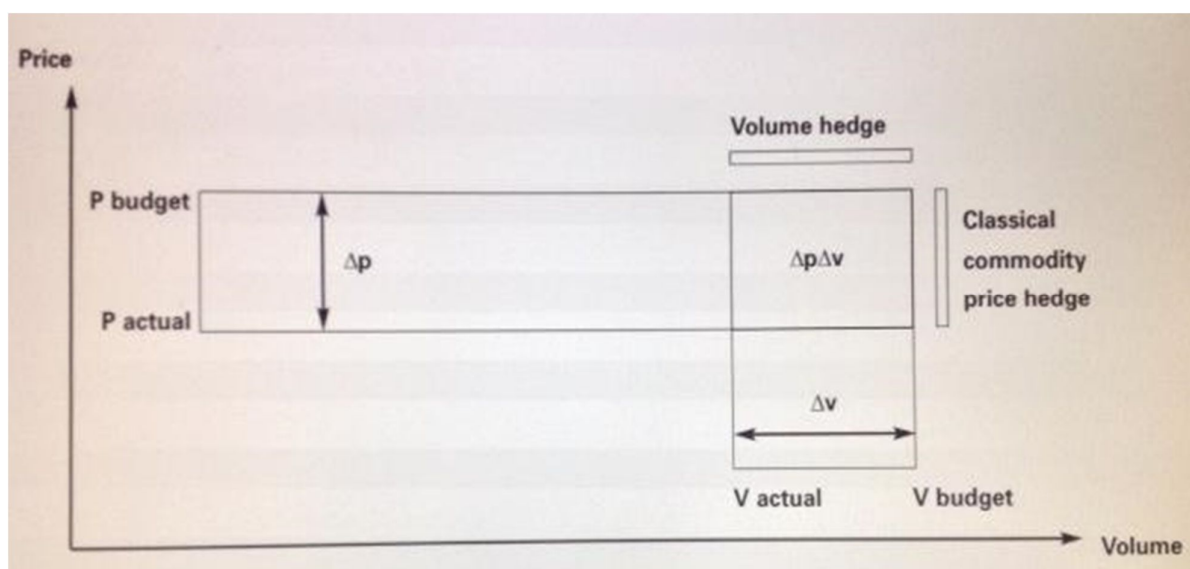 Price
Volume hedge
P budget
Δp
ΔpΔv
Classical
commodity
price hedge
P actual
Δv
V actual
V budget
Volume